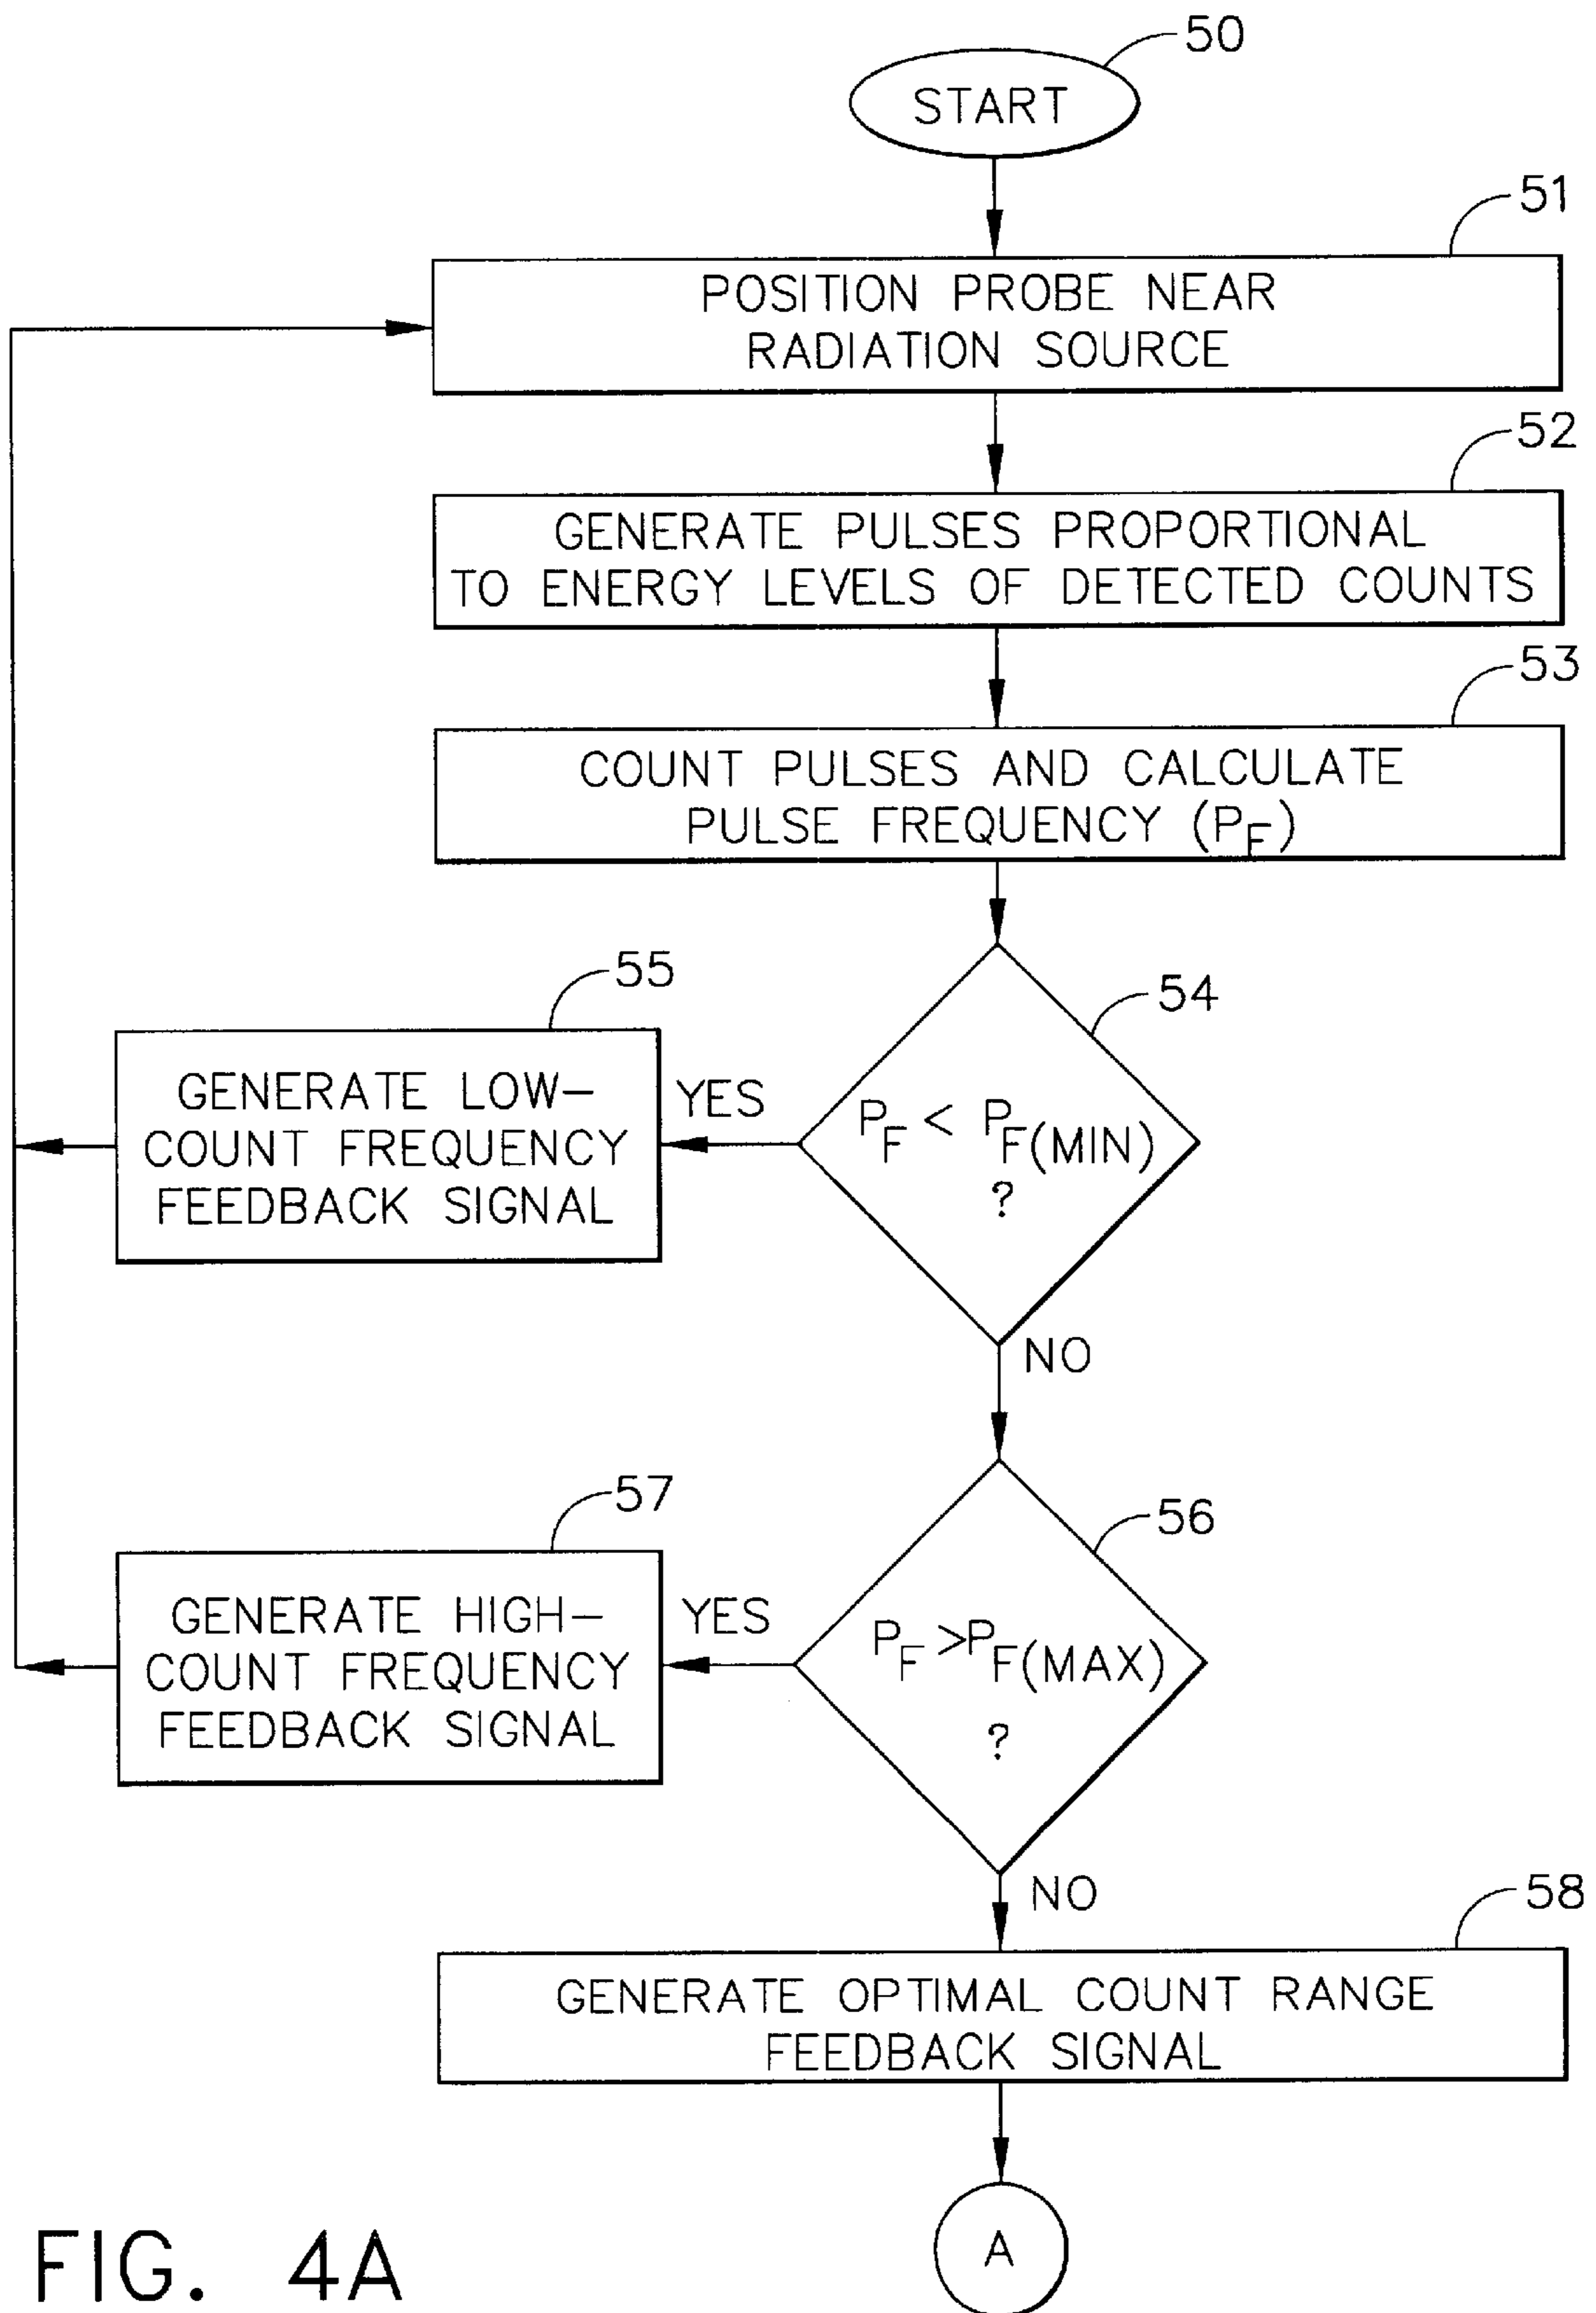 50
START
51
POSITION PROBE NEAR
RADIATION SOURCE
52
GENERATE PULSES PROPORTIONAL
TO ENERGY LEVELS OF DETECTED COUNTS
53
COUNT PULSES AND CALCULATE
PULSE FREQUENCY (PF)
54
PF < PF(MIN)
?
YES
55
GENERATE LOW-
COUNT FREQUENCY
FEEDBACK SIGNAL
NO
56
PF >PF(MAX)
?
YES
57
GENERATE HIGH-
COUNT FREQUENCY
FEEDBACK SIGNAL
NO
58
GENERATE OPTIMAL COUNT RANGE
FEEDBACK SIGNAL
A
FIG. 4A